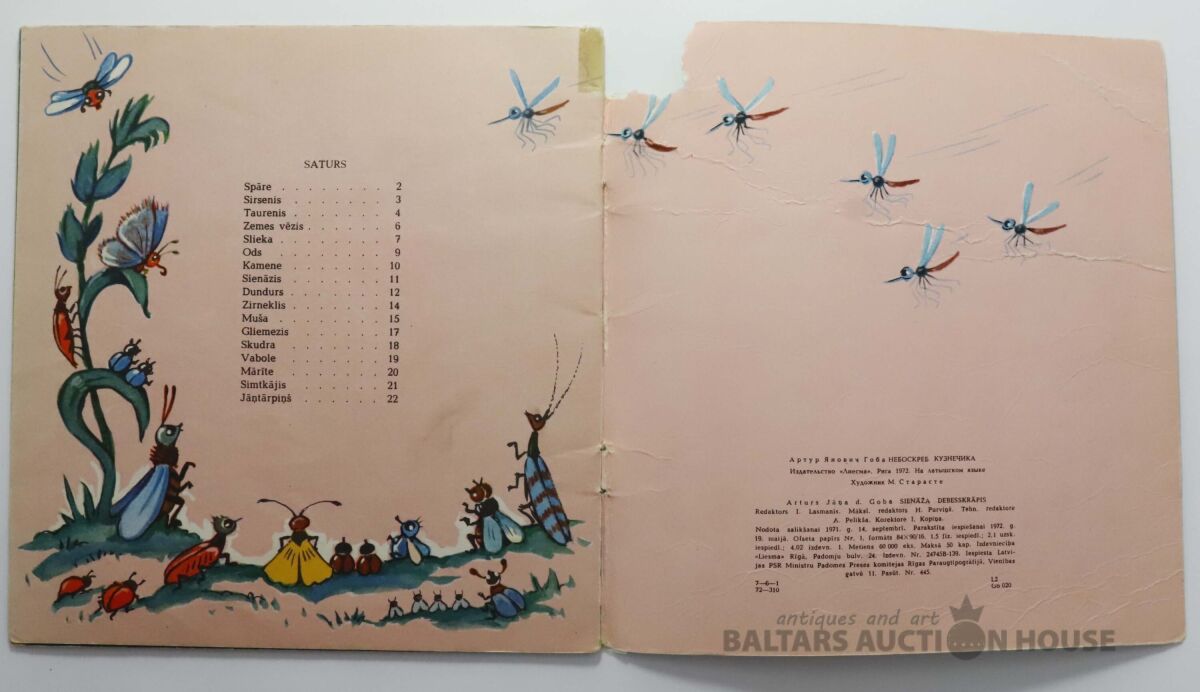 SATURS
Spāre . . . . . . . . 2
Sirsenis . . . . . . . 3
Taurenis . . . . . . . 4
Zemes vēzis . . . . . . 6
Slieka . . . . . . . . 7
Ods . . . . . . . . 9
Kamene . . . . . . . 10
Sienāzis . . . . . . . 11
Dundurs . . . . . . . 12
Zirneklis . . . . . . . 14
Muša . . . . . . . . 15
Gliemezis . . . . . . . 17
Skudra . . . . . . . 18
Vabole . . . . . . . 19
Mārīte . . . . . . . 20
Simtkājis . . . . . . . 21
Jāņtārpiņš . . . . . . 22
Артур Янович Гоба НЕБОСКРЕБ КУЗНЕЧИКА
Издательство «Лиесма». Рига 1972. На латышском языке
Художник М. Старасте
Arturs Jāņa d. Goba SIENĀŽA DEBESSKRĀPIS
Redaktors I. Lasmanis. Māksl. redaktors H. Purviņš. Tehn. redaktore
A. Pelikša. Korektore I. Kopiņa.
Nodota salikšanai 1971. g. 14. septembrī. Parakstīta iespiešanai 1972. g.
19. maijā. Ofseta papīrs Nr. 1, formāts 84×90/16. 1,5 fiz. iespiedl.; 2,1 uzsk.
iespiedl.; 4,02 izdevn. l. Metiens 60 000 eks. Maksā 50 kap. Izdevniecība
«Liesma» Rīgā, Padomju bulv. 24. Izdevn. Nr. 24745B-139. Iespiesta Latvi-
jas PSR Ministru Padomes Preses komitejas Rīgas Paraugtipogrāfijā, Vienības
gatvē 11. Pasūt. Nr. 445.
7—6—1
72—310
L2
Go 020
antiques and art
BALTARS AUCTION HOUSE